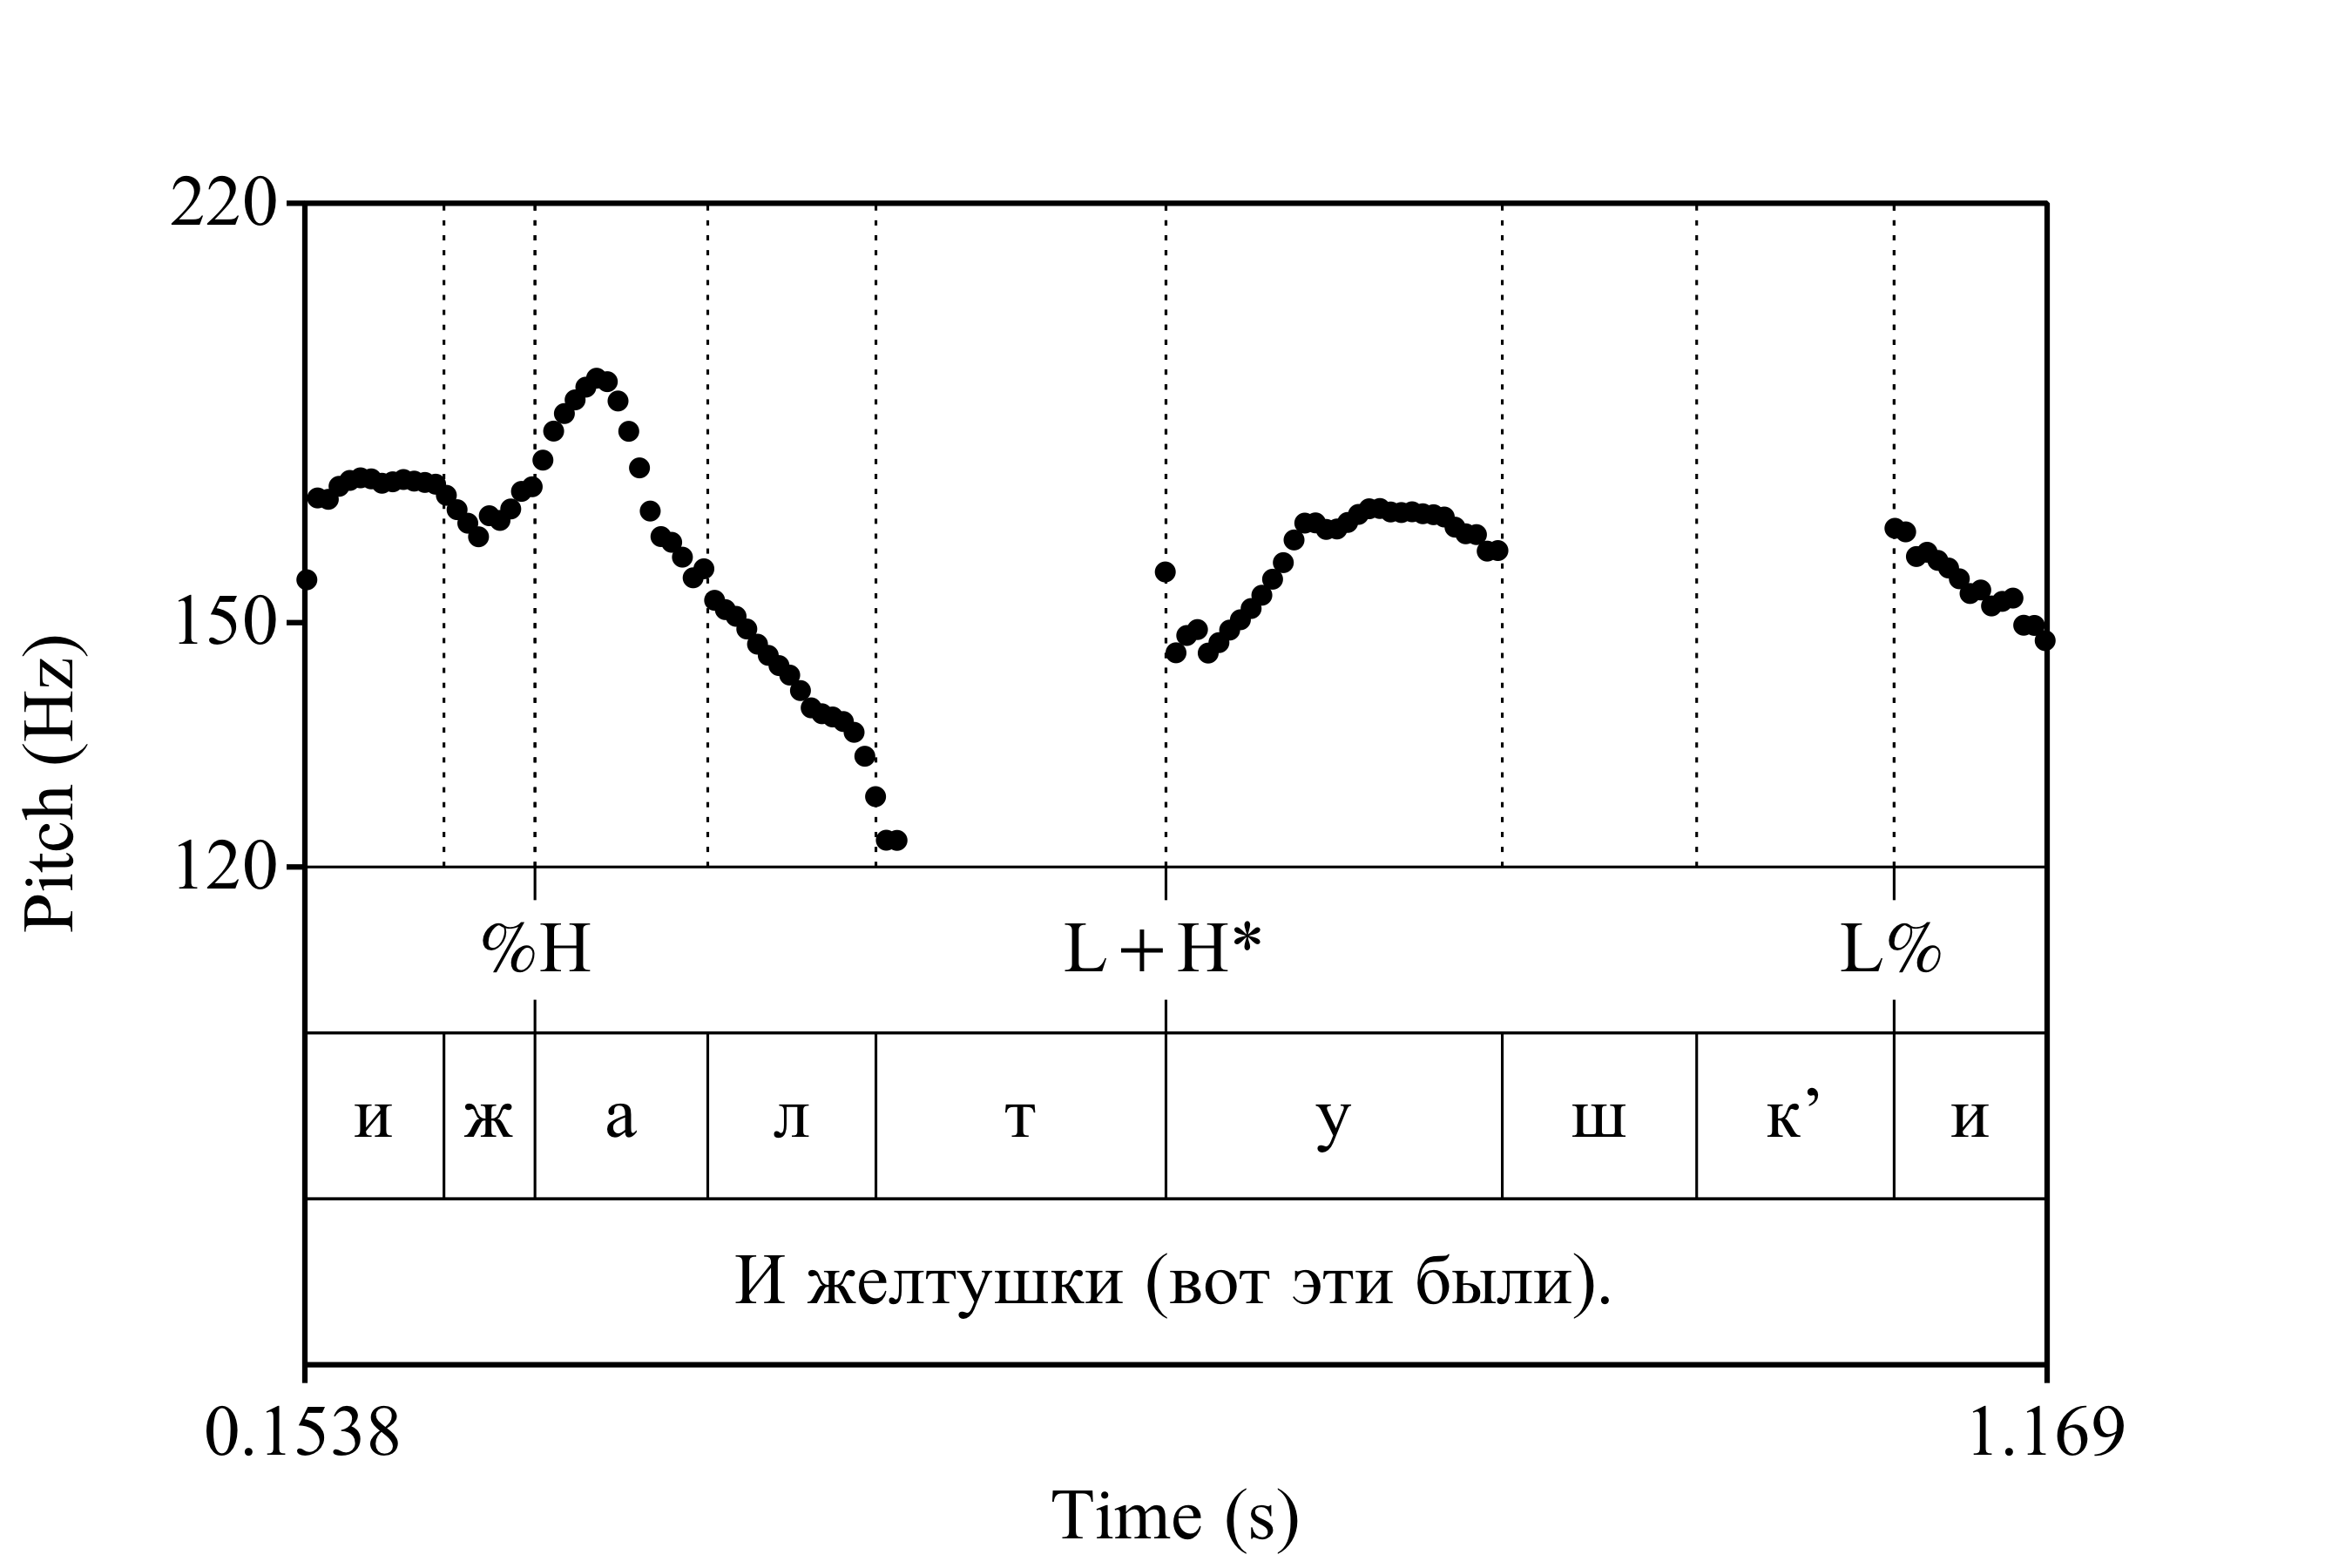 220
150
120
Pitch (Hz)
%H L+H* L%
и ж а л т у ш к’ и
И желтушки (вот эти были).
0.1538 1.169
Time (s)